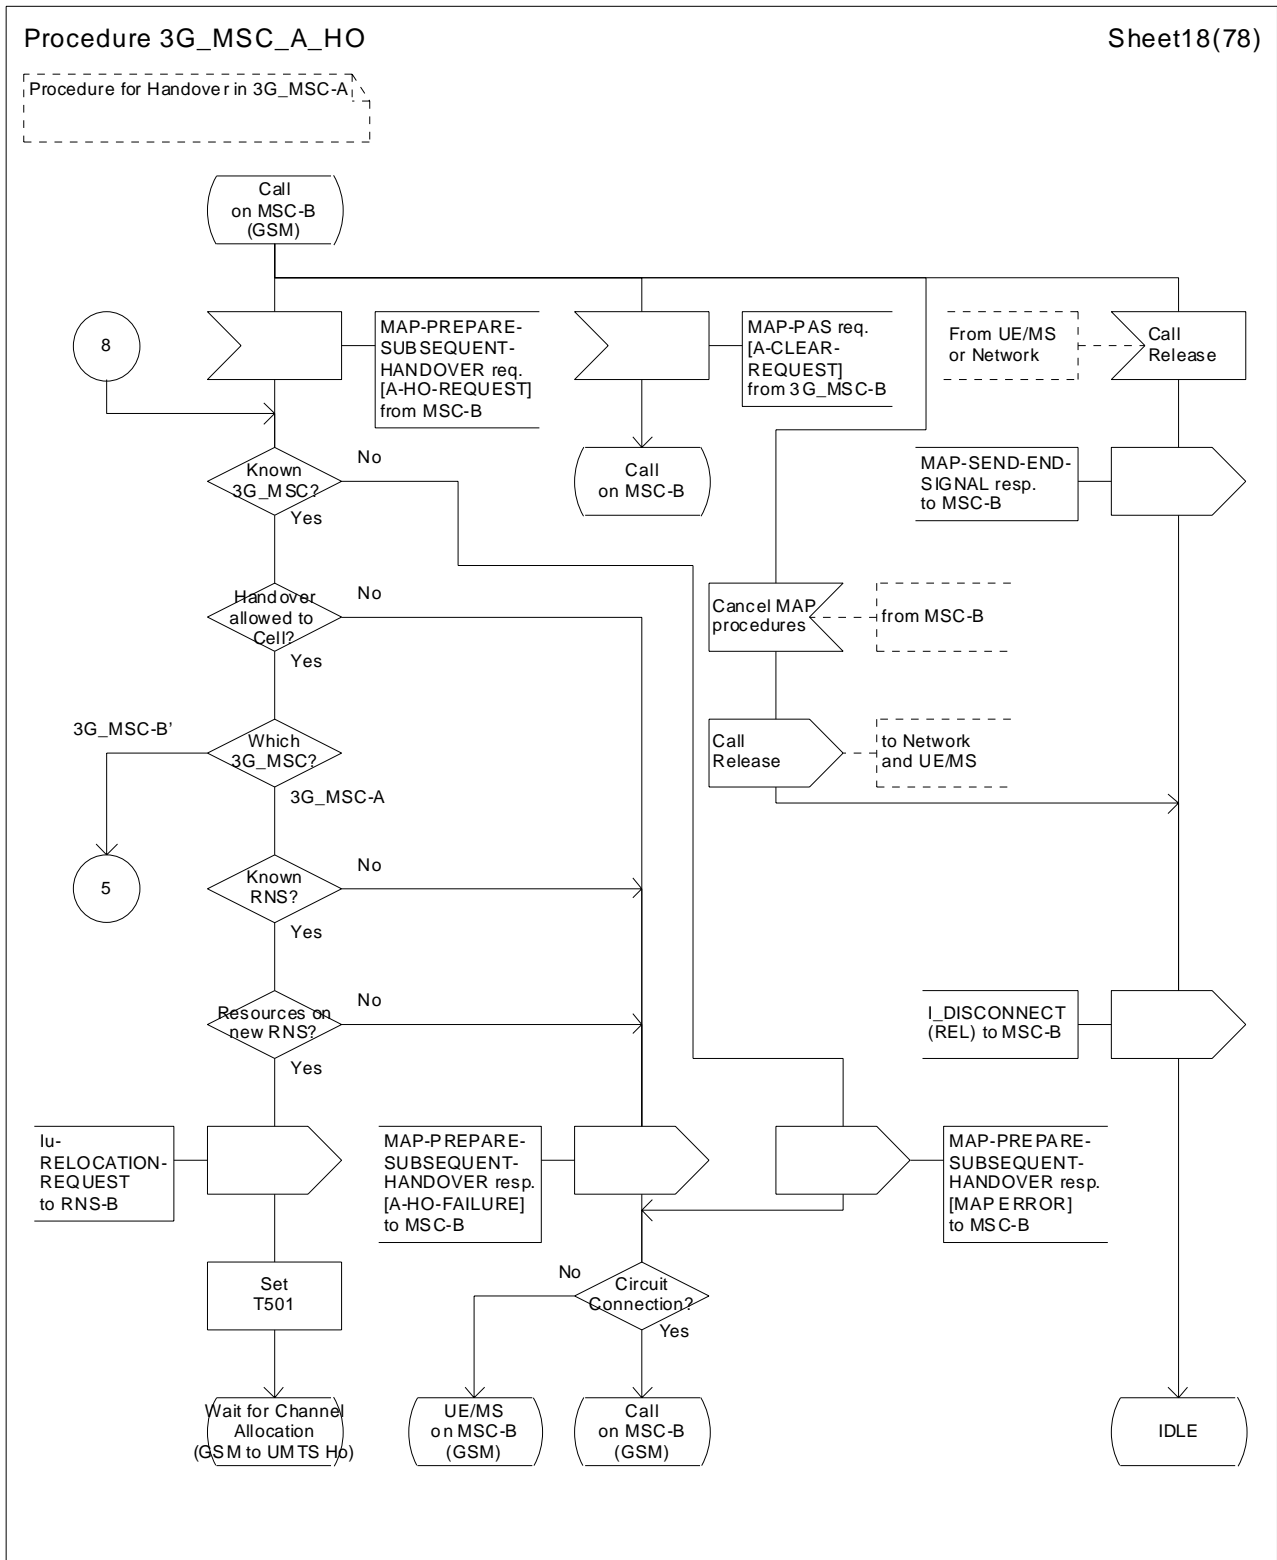 Procedure 3G_MSC_A_HO
Sheet18(78)
Procedure for Handover in 3G_MSC-A
Call
on MSC-B
(GSM)
8
MAP-PREPARE-
SUBSEQUENT-
HANDOVER req.
[A-HO-REQUEST]
from MSC-B
MAP-PAS req.
[A-CLEAR-
REQUEST]
from 3G_MSC-B
From UE/MS
or Network
Call
Release
Known
3G_MSC?
No
Yes
Call
on MSC-B
MAP-SEND-END-
SIGNAL resp.
to MSC-B
Handover
allowed to
Cell?
No
Yes
Cancel MAP
procedures
from MSC-B
3G_MSC-B’
Which
3G_MSC?
3G_MSC-A
Call
Release
to Network
and UE/MS
5
Known
RNS?
No
Yes
Resources on
new RNS?
No
Yes
I_DISCONNECT
(REL) to MSC-B
Iu-
RELOCATION-
REQUEST
to RNS-B
MAP-PREPARE-
SUBSEQUENT-
HANDOVER resp.
[A-HO-FAILURE]
to MSC-B
MAP-PREPARE-
SUBSEQUENT-
HANDOVER resp.
[MAP ERROR]
to MSC-B
Set
T501
No
Circuit
Connection?
Yes
Wait for Channel
Allocation
(GSM to UMTS Ho)
UE/MS
on MSC-B
(GSM)
Call
on MSC-B
(GSM)
IDLE